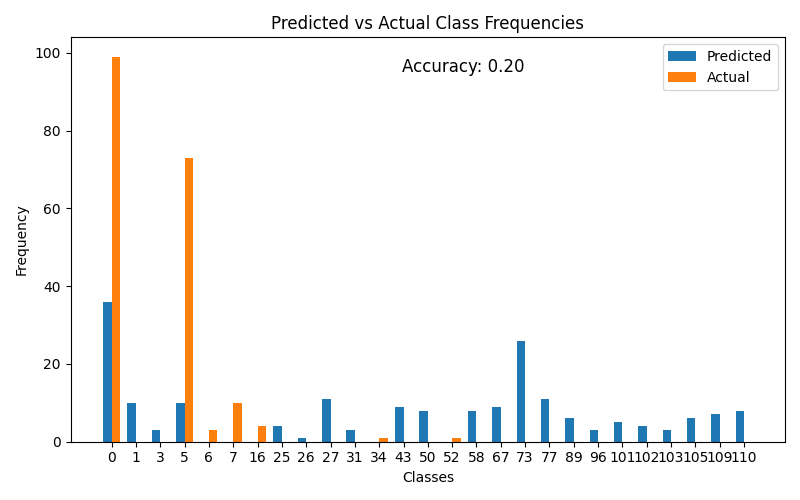 Predicted vs Actual Class Frequencies
Accuracy: 0.20
Predicted
Actual
Frequency
100
80
60
40
20
0
0 1 3 5 6 7 16 25 26 27 31 34 43 50 52 58 67 73 77 89 96 101 102 103 105 109 110
Classes